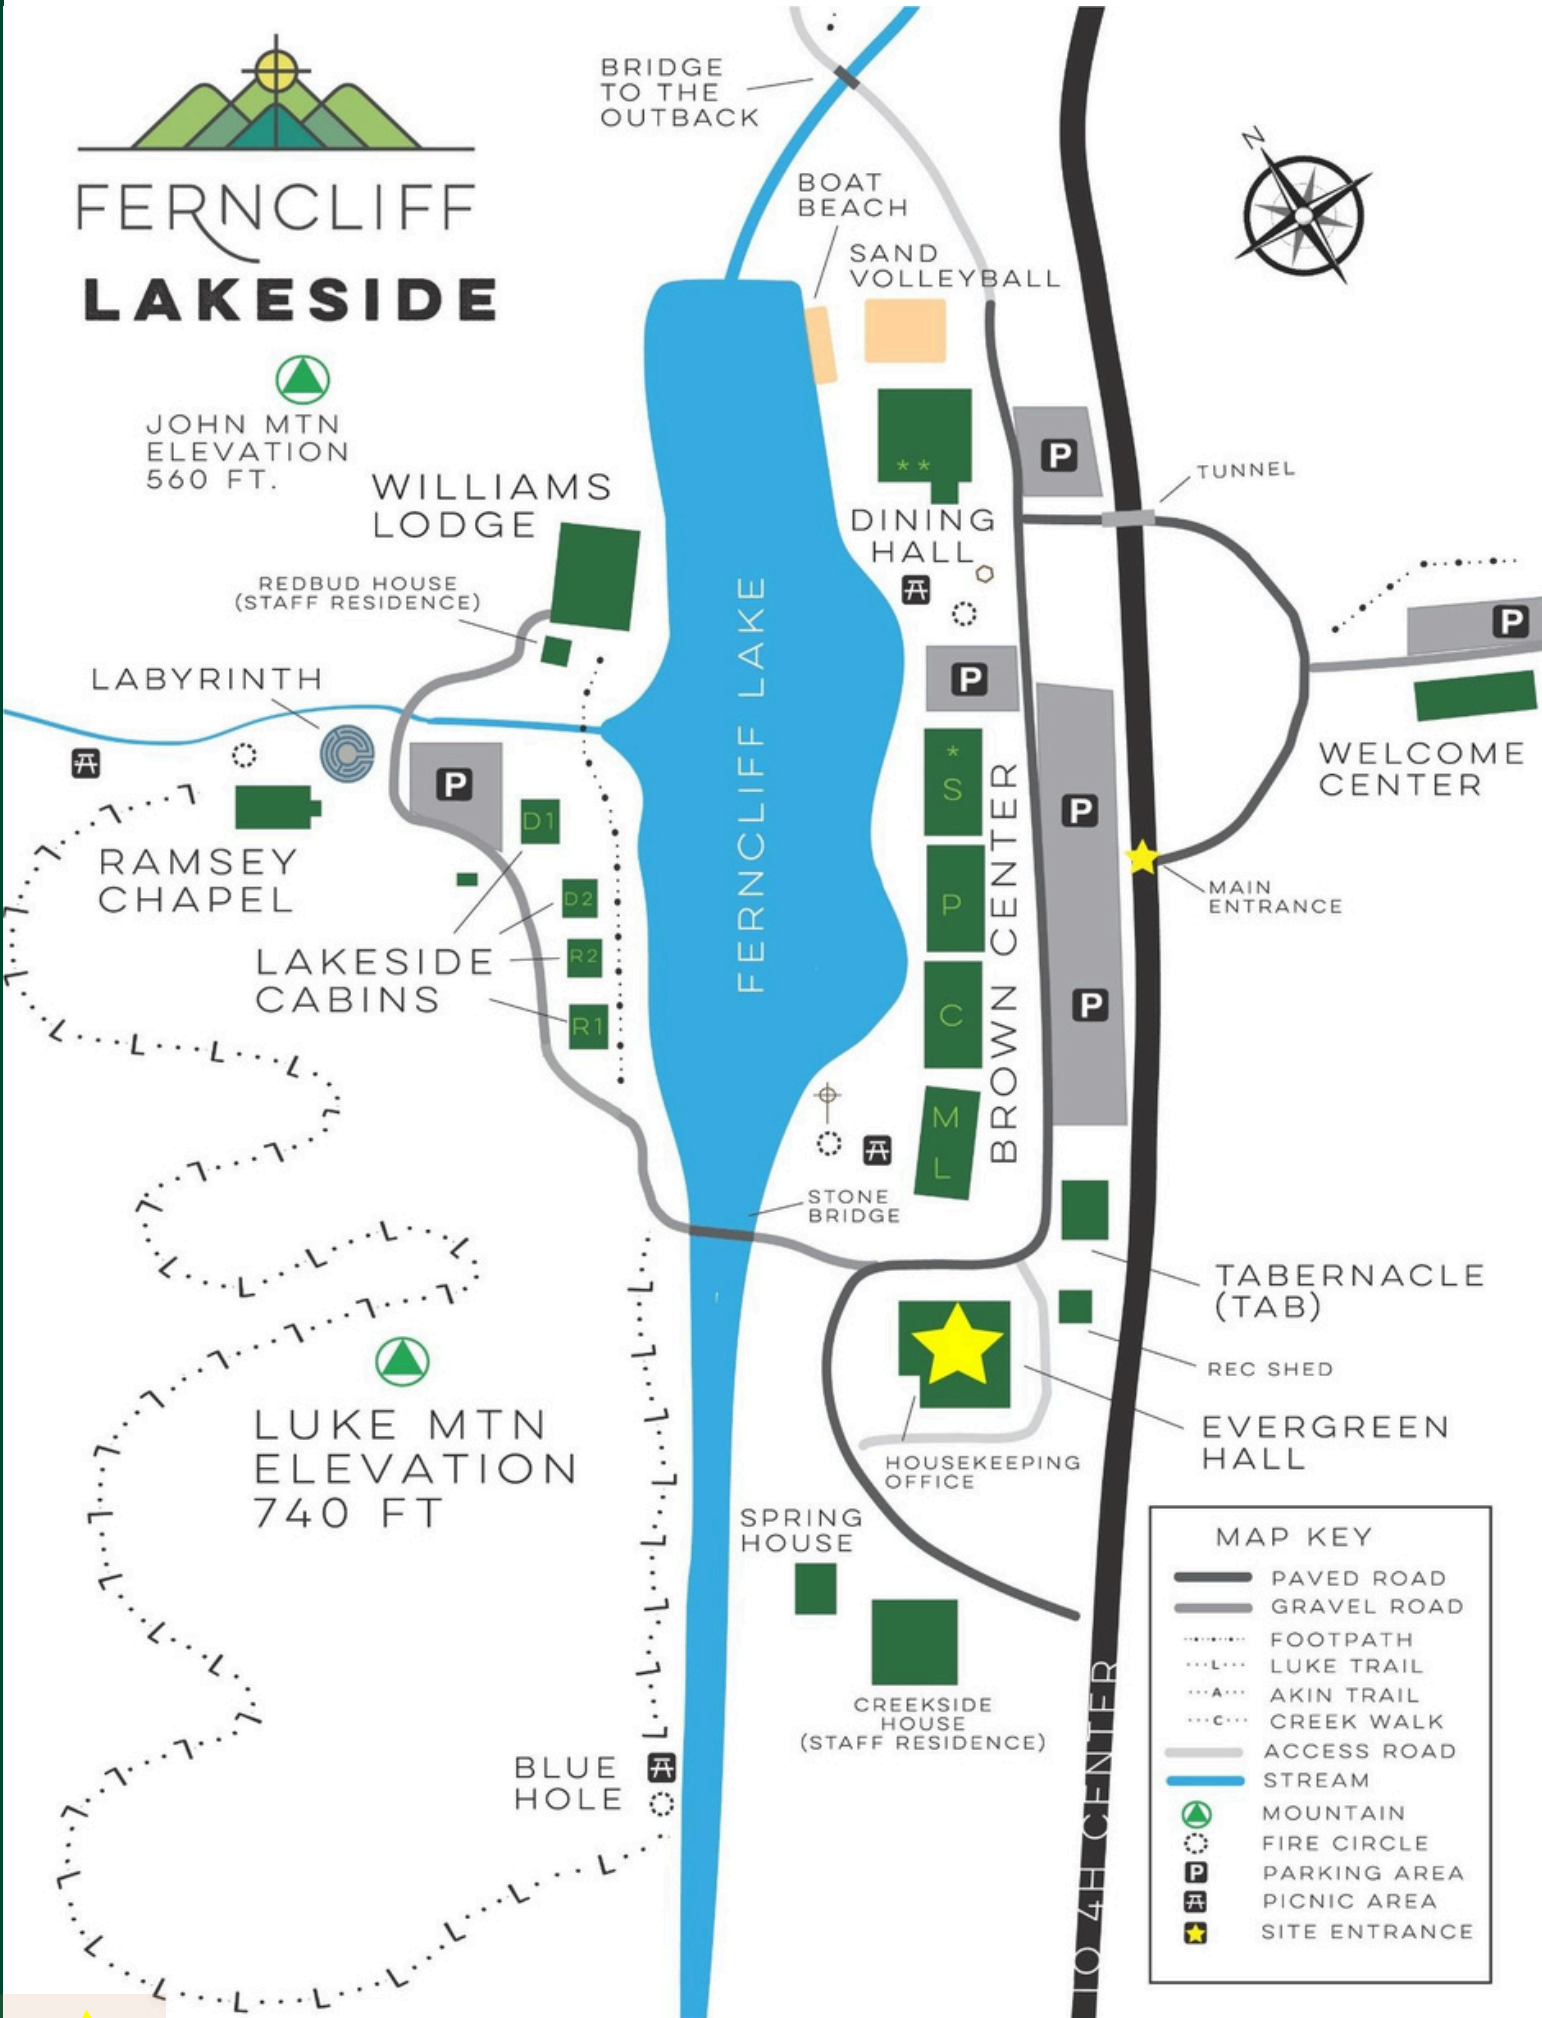 BRIDGE
TO THE
OUTBACK
N
FERNCLIFF
LAKESIDE
BOAT
BEACH
SAND
VOLLEYBALL
JOHN MTN
ELEVATION
560 FT.
WILLIAMS
LODGE
P
TUNNEL
* *
DINING
HALL
REDBUD HOUSE
(STAFF RESIDENCE)
LABYRINTH
FERNCLIFF LAKE
P
P
WELCOME
CENTER
P
* S
P
D1
RAMSEY
CHAPEL
D2
P
MAIN
ENTRANCE
LAKESIDE
CABINS
R2
R1
C
BROWN CENTER
P
M
L
STONE
BRIDGE
TABERNACLE
(TAB)
REC SHED
EVERGREEN
HALL
HOUSEKEEPING
OFFICE
LUKE MTN
ELEVATION
740 FT
SPRING
HOUSE
CREEKSIDE
HOUSE
(STAFF RESIDENCE)
BLUE
HOLE
TO 4H CENTER
MAP KEY
PAVED ROAD
GRAVEL ROAD
FOOTPATH
L LUKE TRAIL
A AKIN TRAIL
C CREEK WALK
ACCESS ROAD
STREAM
MOUNTAIN
FIRE CIRCLE
P PARKING AREA
PICNIC AREA
SITE ENTRANCE